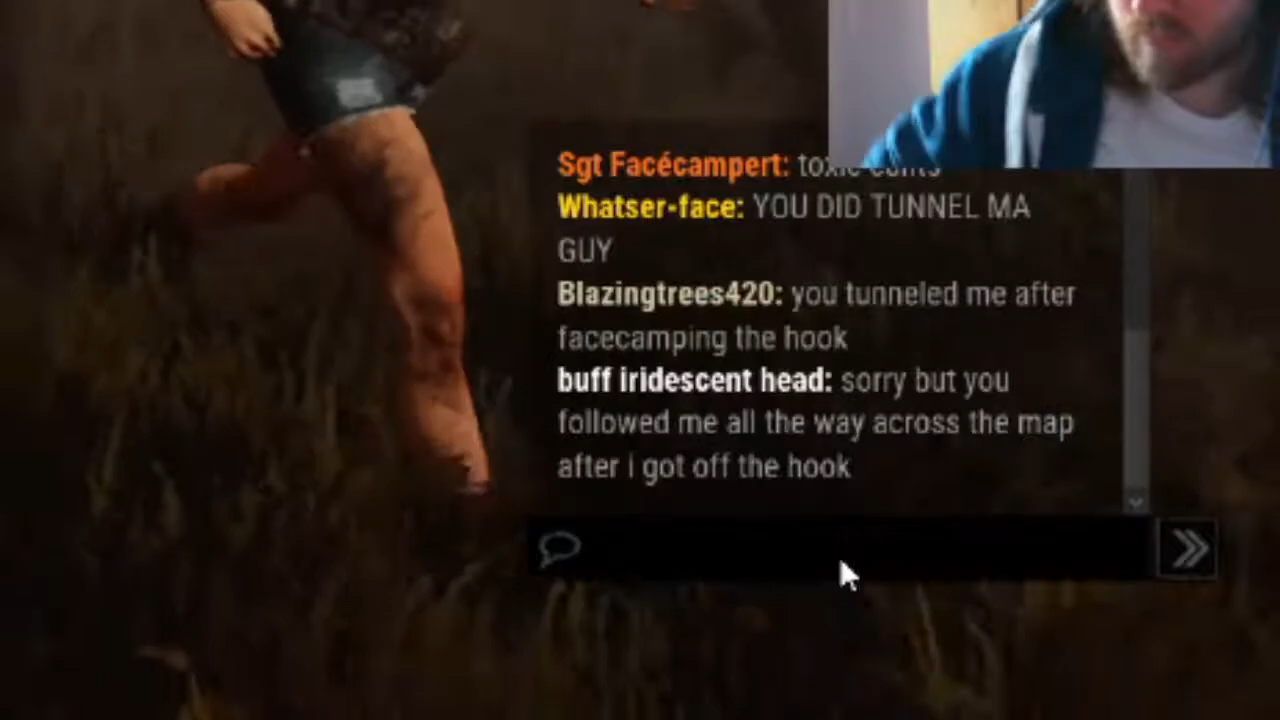 Sgt Facécampert: toxic cunts
Whatser-face: YOU DID TUNNEL MA
GUY
Blazingtrees420: you tunneled me after
facecamping the hook
buff iridescent head: sorry but you
followed me all the way across the map
after i got off the hook